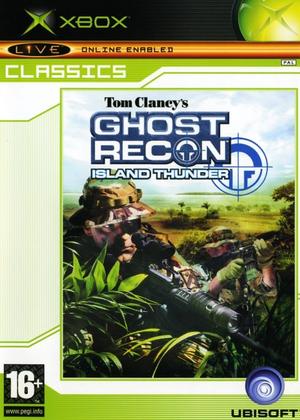 XBOX
LIVE ONLINE ENABLED
PAL
CLASSICS
Tom Clancy's
GHOST
RECON
ISLAND THUNDER
16+
www.pegi.info
UBISOFT